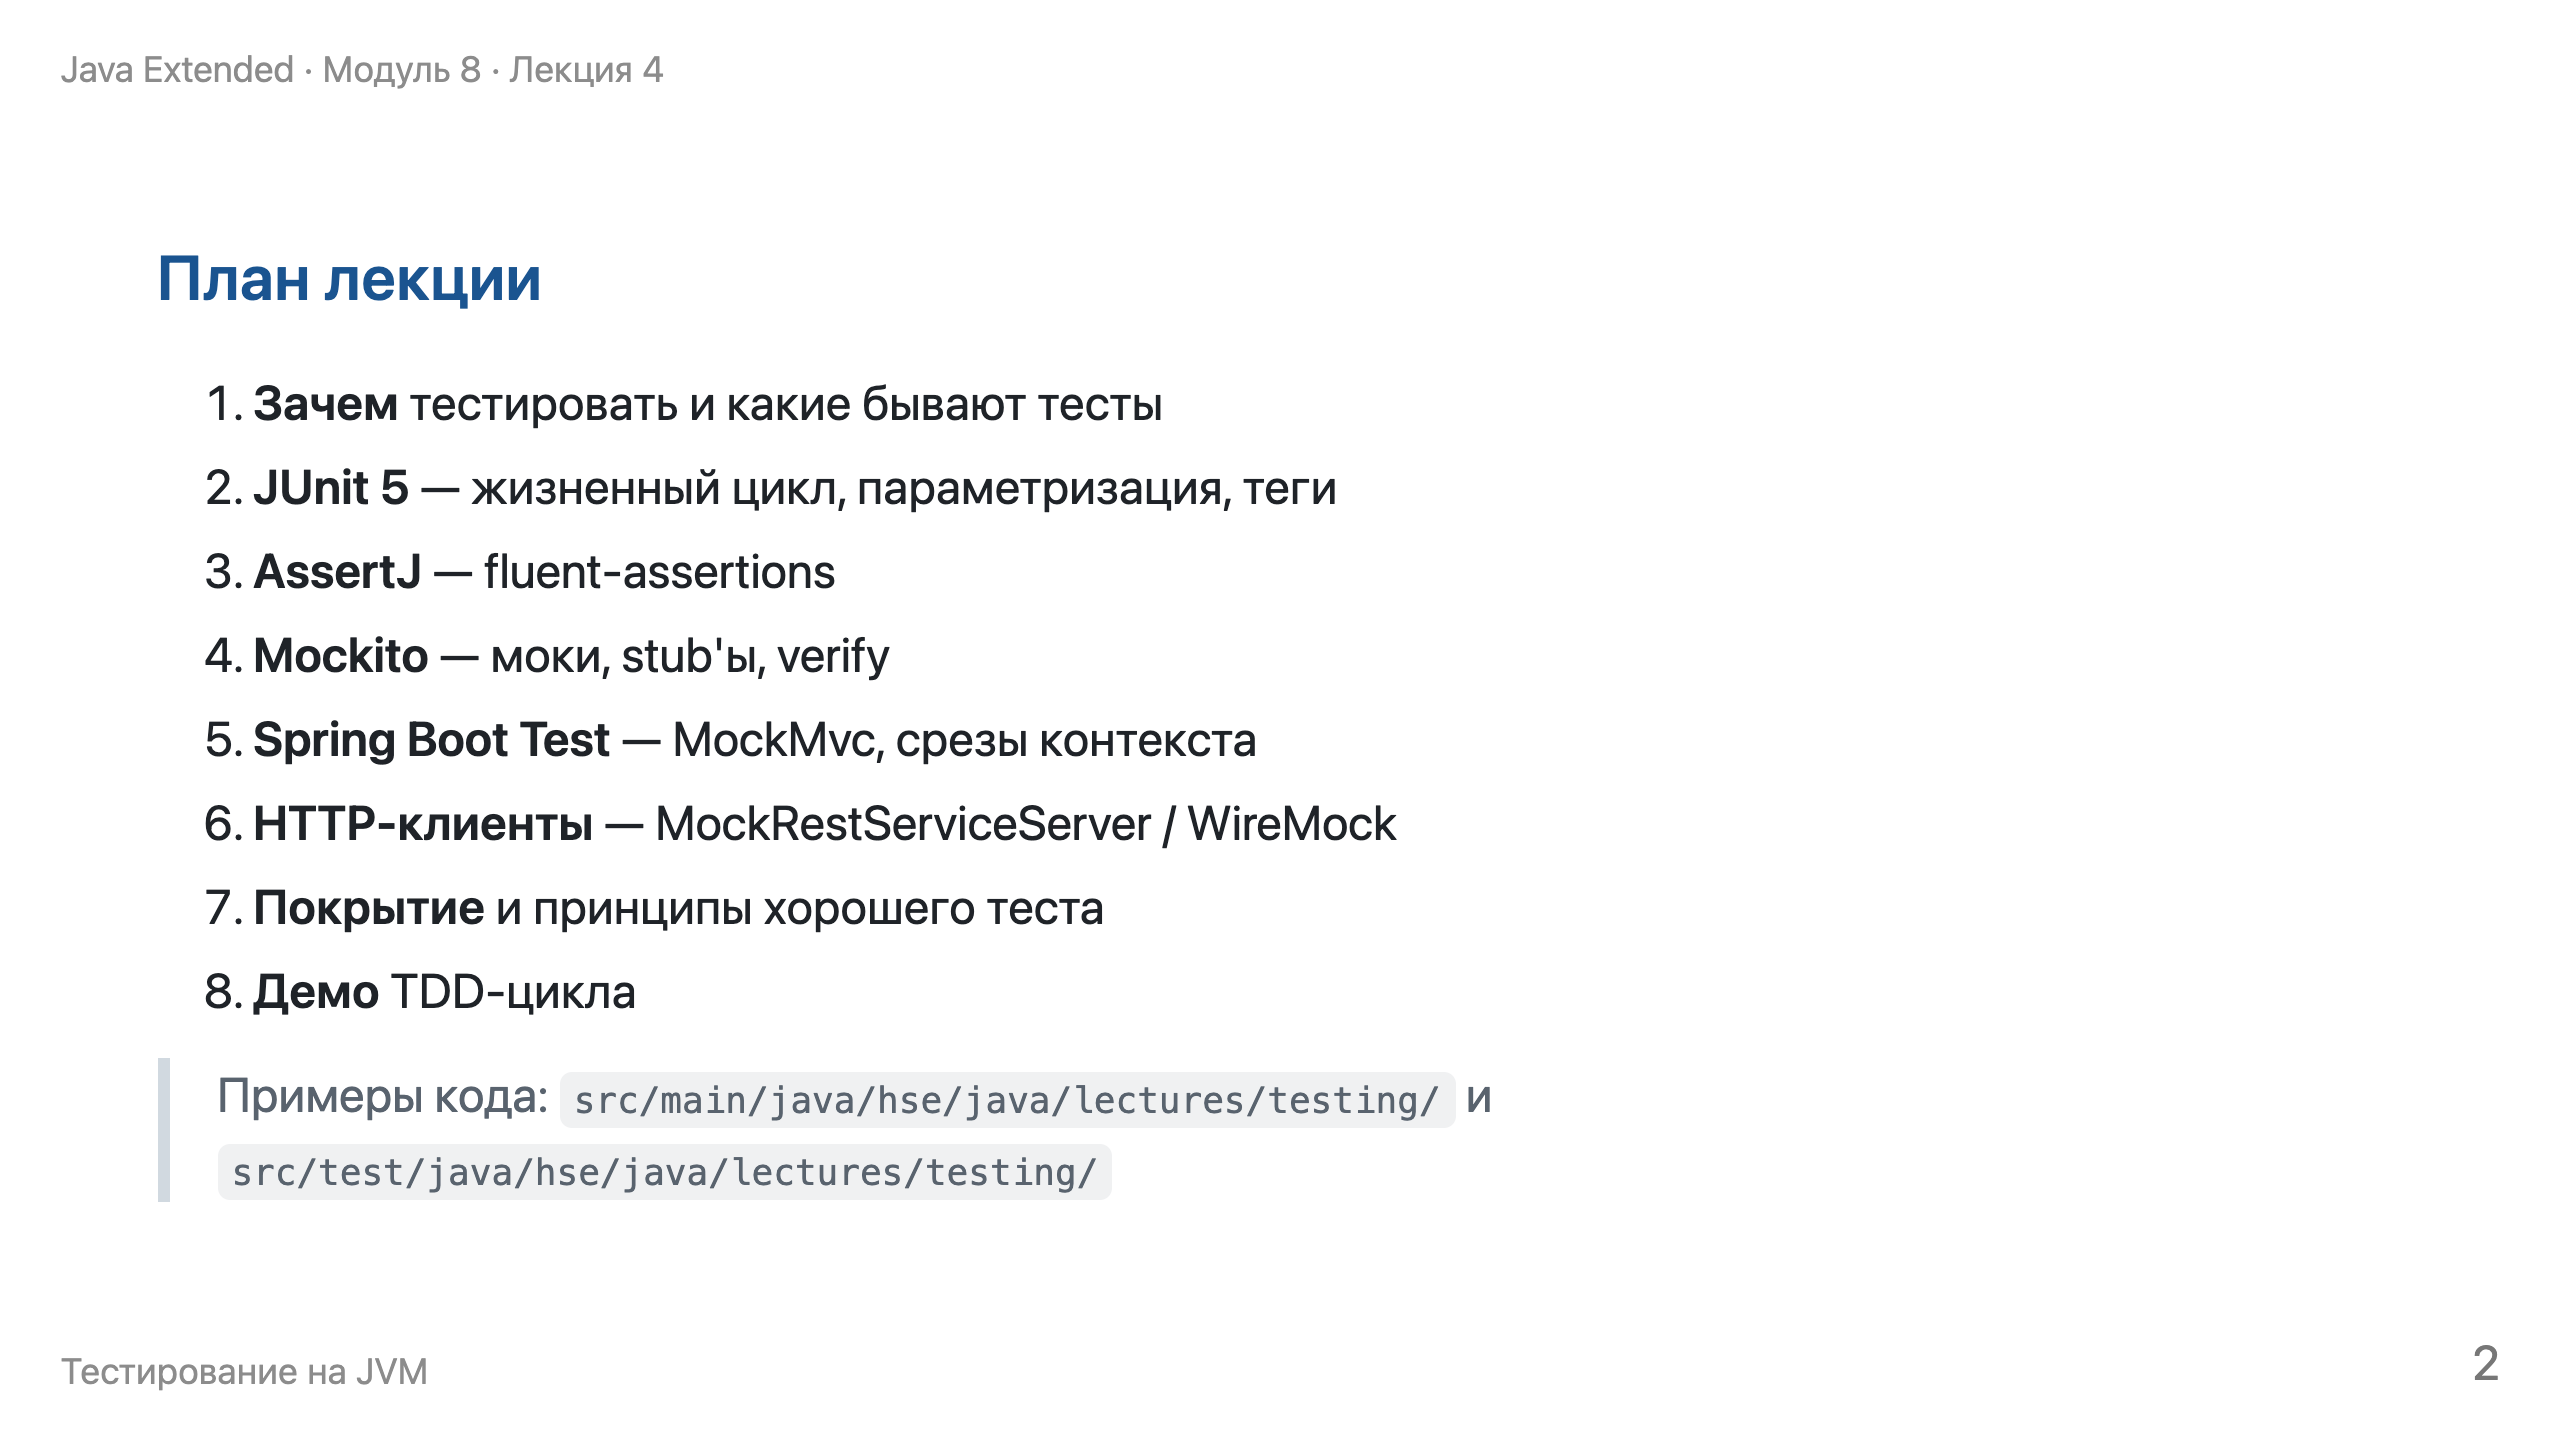 Java Extended · Модуль 8 · Лекция 4
План лекции
1. Зачем тестировать и какие бывают тесты
2. JUnit 5 — жизненный цикл, параметризация, теги
3. AssertJ — fluent-assertions
4. Mockito — моки, stub'ы, verify
5. Spring Boot Test — MockMvc, срезы контекста
6. HTTP-клиенты — MockRestServiceServer / WireMock
7. Покрытие и принципы хорошего теста
8. Демо TDD-цикла
Примеры кода: src/main/java/hse/java/lectures/testing/ и
src/test/java/hse/java/lectures/testing/
Тестирование на JVM
2